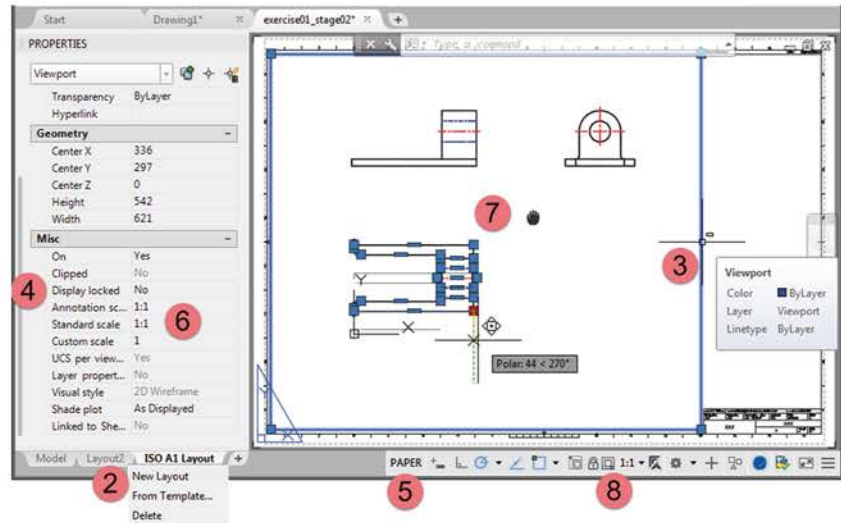 Start Drawing1* × exercise01_stage02* × +
PROPERTIES
Type a command
Viewport
Transparency ByLayer
Hyperlink
Geometry –
Center X 336
Center Y 297
Center Z 0
Height 542
Width 621
Misc –
On Yes
Clipped No
Display locked No
Annotation sc... 1:1
Standard scale 1:1
Custom scale 1
UCS per view... Yes
Layer propert... No
Visual style 2D Wireframe
Shade plot As Displayed
Linked to She... No
4
6
7
3
Y
X
Polar: 44 < 270°
Viewport
Color ByLayer
Layer Viewport
Linetype ByLayer
X
Model Layout2 ISO A1 Layout +
PAPER 1:1
2
5
8
New Layout
From Template...
Delete